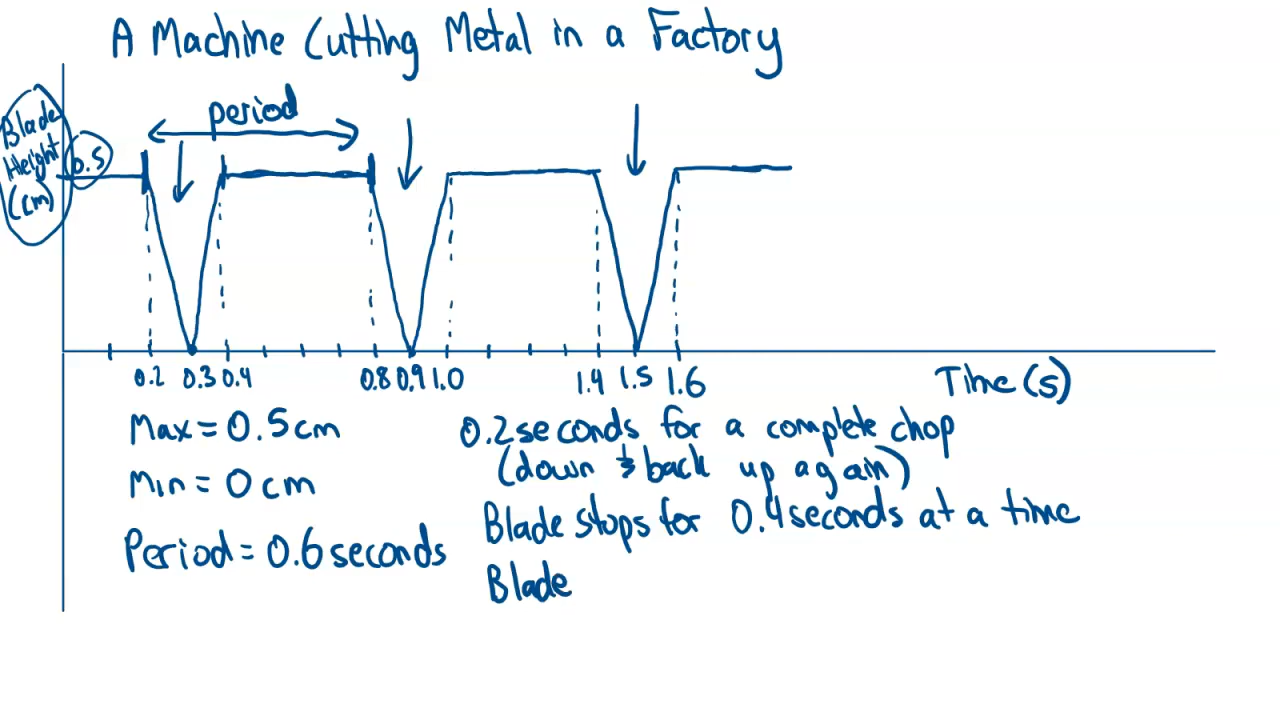 A Machine Cutting Metal in a Factory
period
Blade
Height
(cm)
0.5
0.2 0.3 0.4 0.8 0.9 1.0 1.4 1.5 1.6
Time (s)
Max = 0.5cm
Min = 0 cm
Period = 0.6 seconds
0.2 seconds for a complete chop
(down & back up again)
Blade stops for 0.4 seconds at a time
Blade